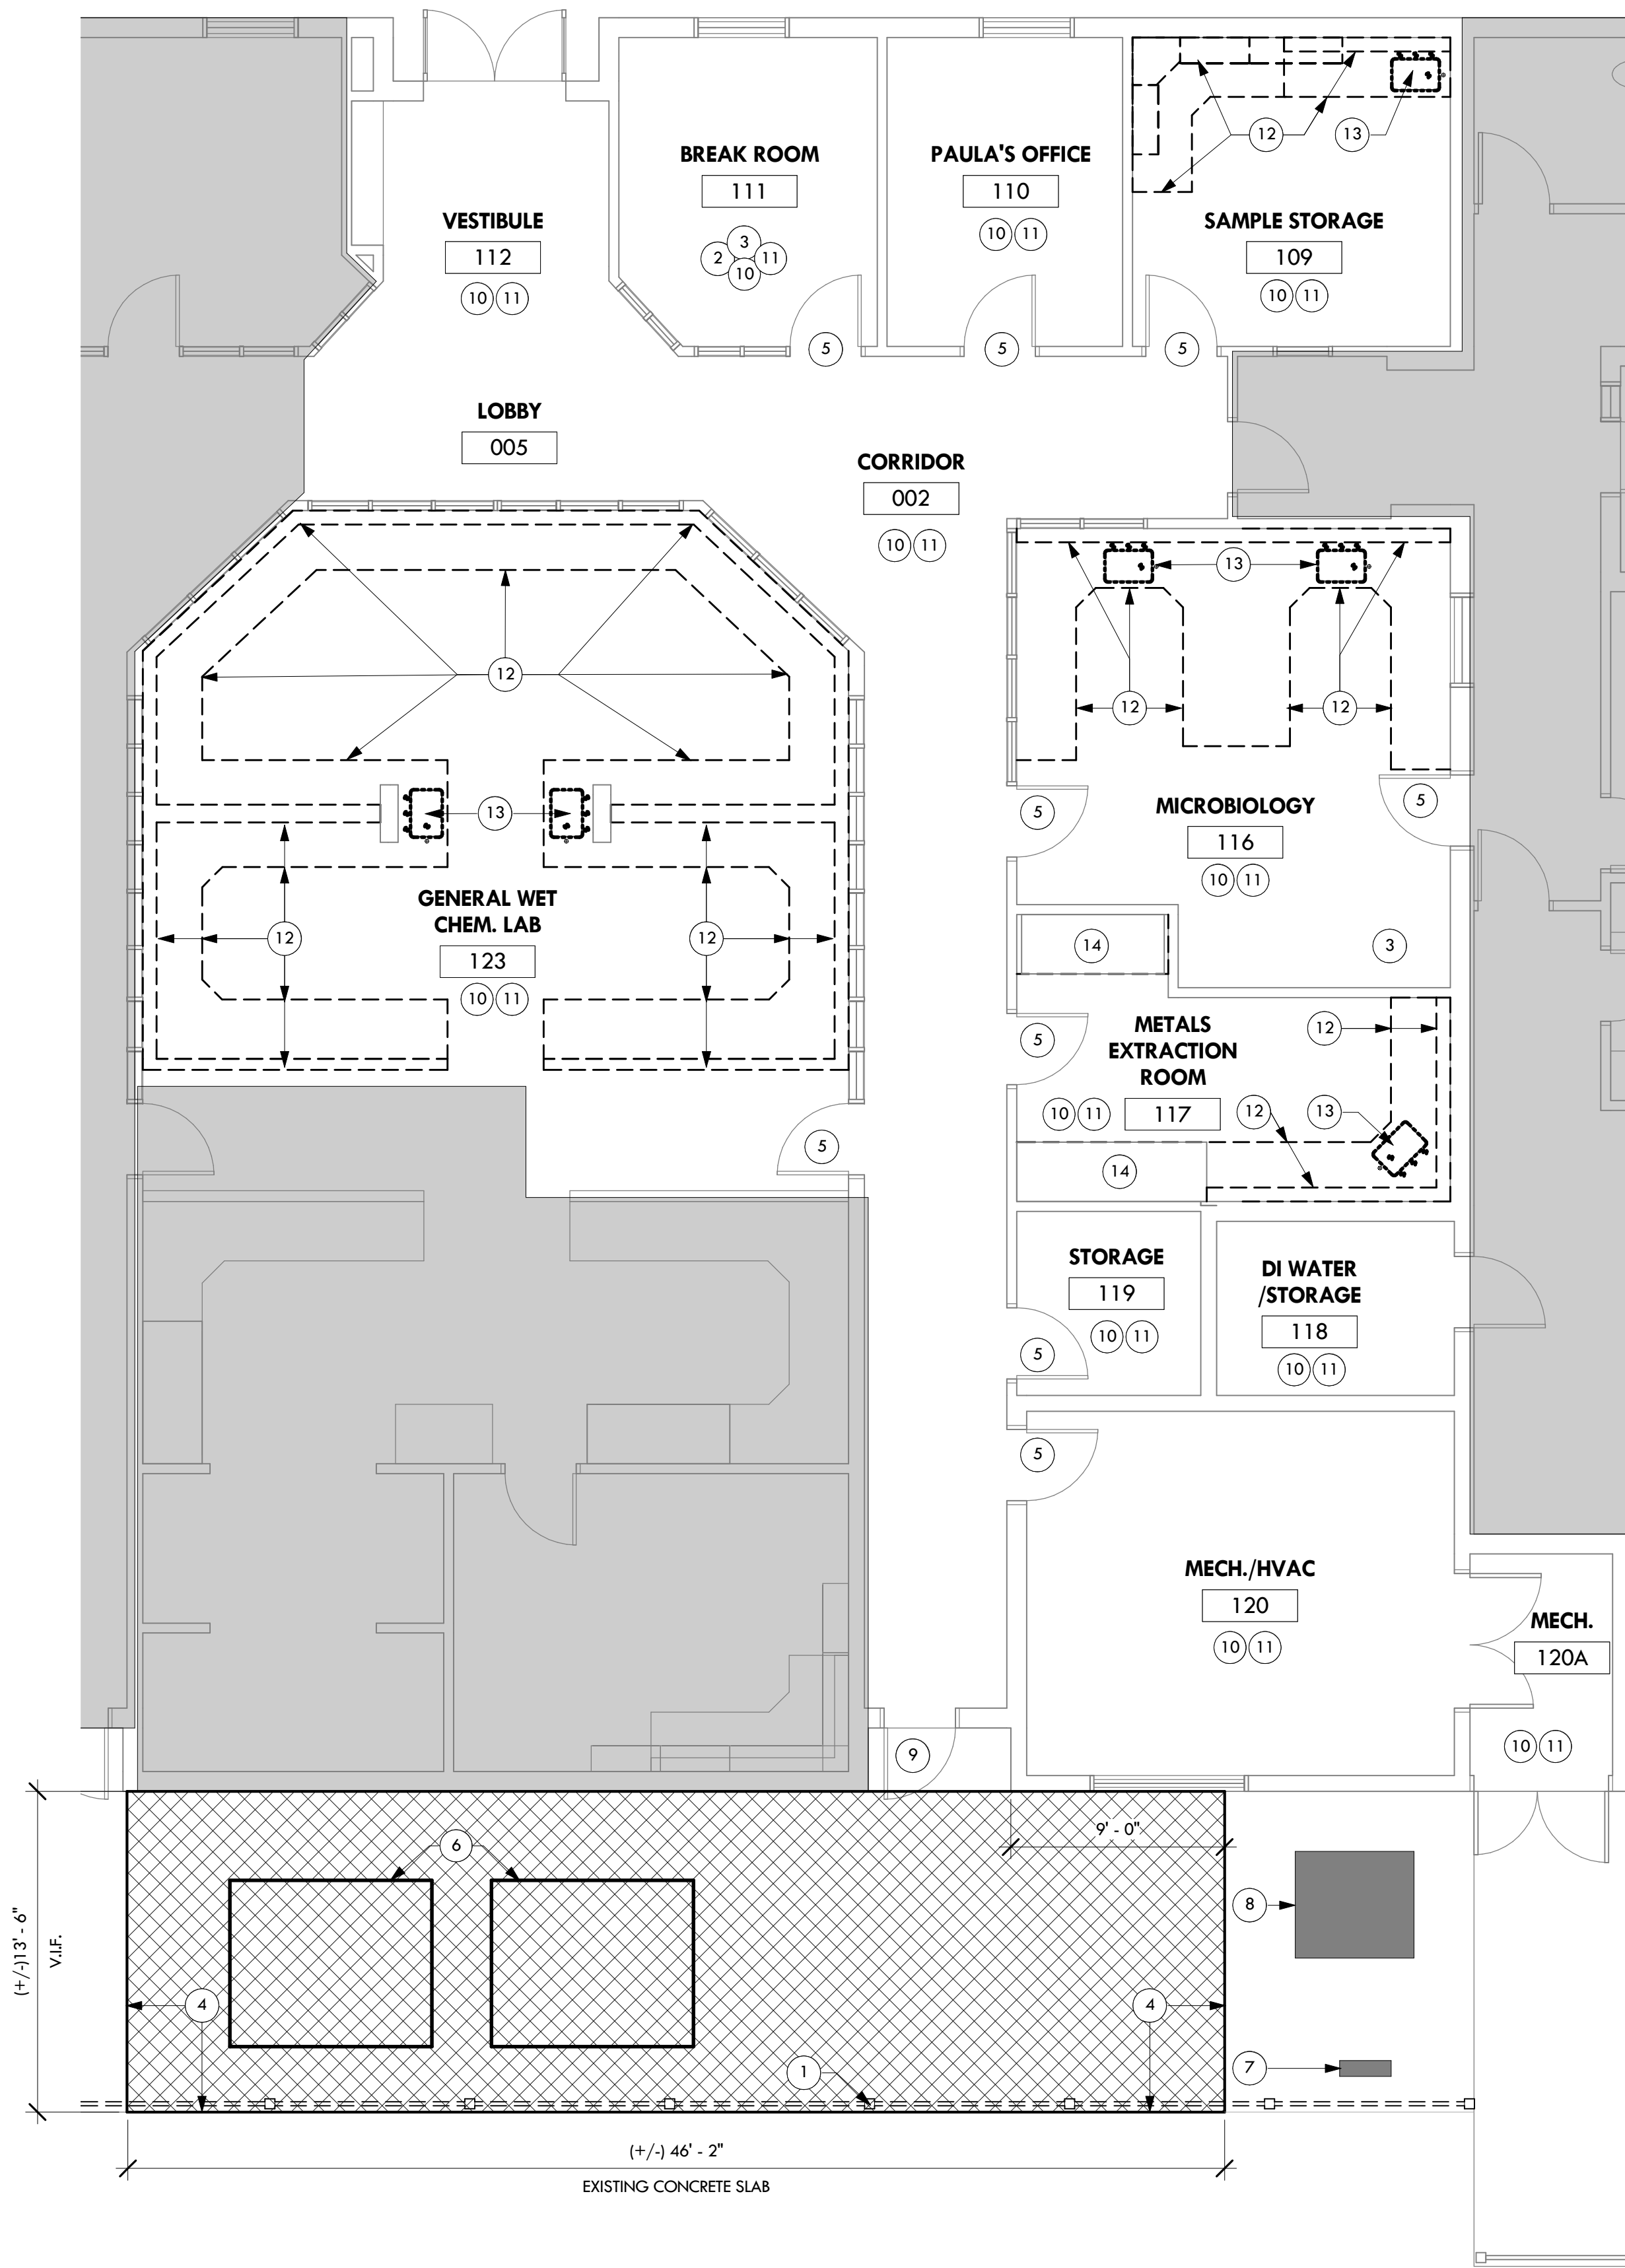 12
13
BREAK ROOM
111
3
2
11
10
PAULA'S OFFICE
110
10 11
SAMPLE STORAGE
109
10 11
VESTIBULE
112
10 11
5
5
5
LOBBY
005
CORRIDOR
002
10 11
13
12
12
12
13
5
5
MICROBIOLOGY
116
10 11
3
14
GENERAL WET
CHEM. LAB
123
10 11
12
12
METALS
EXTRACTION
ROOM
117
10 11
12
12
13
5
5
14
STORAGE
119
10 11
DI WATER
/STORAGE
118
10 11
5
5
MECH./HVAC
120
10 11
MECH.
120A
10 11
9
9' - 0"
6
8
(+/-)13' - 6"
V.I.F.
4
4
1
7
(+/-) 46' - 2"
EXISTING CONCRETE SLAB